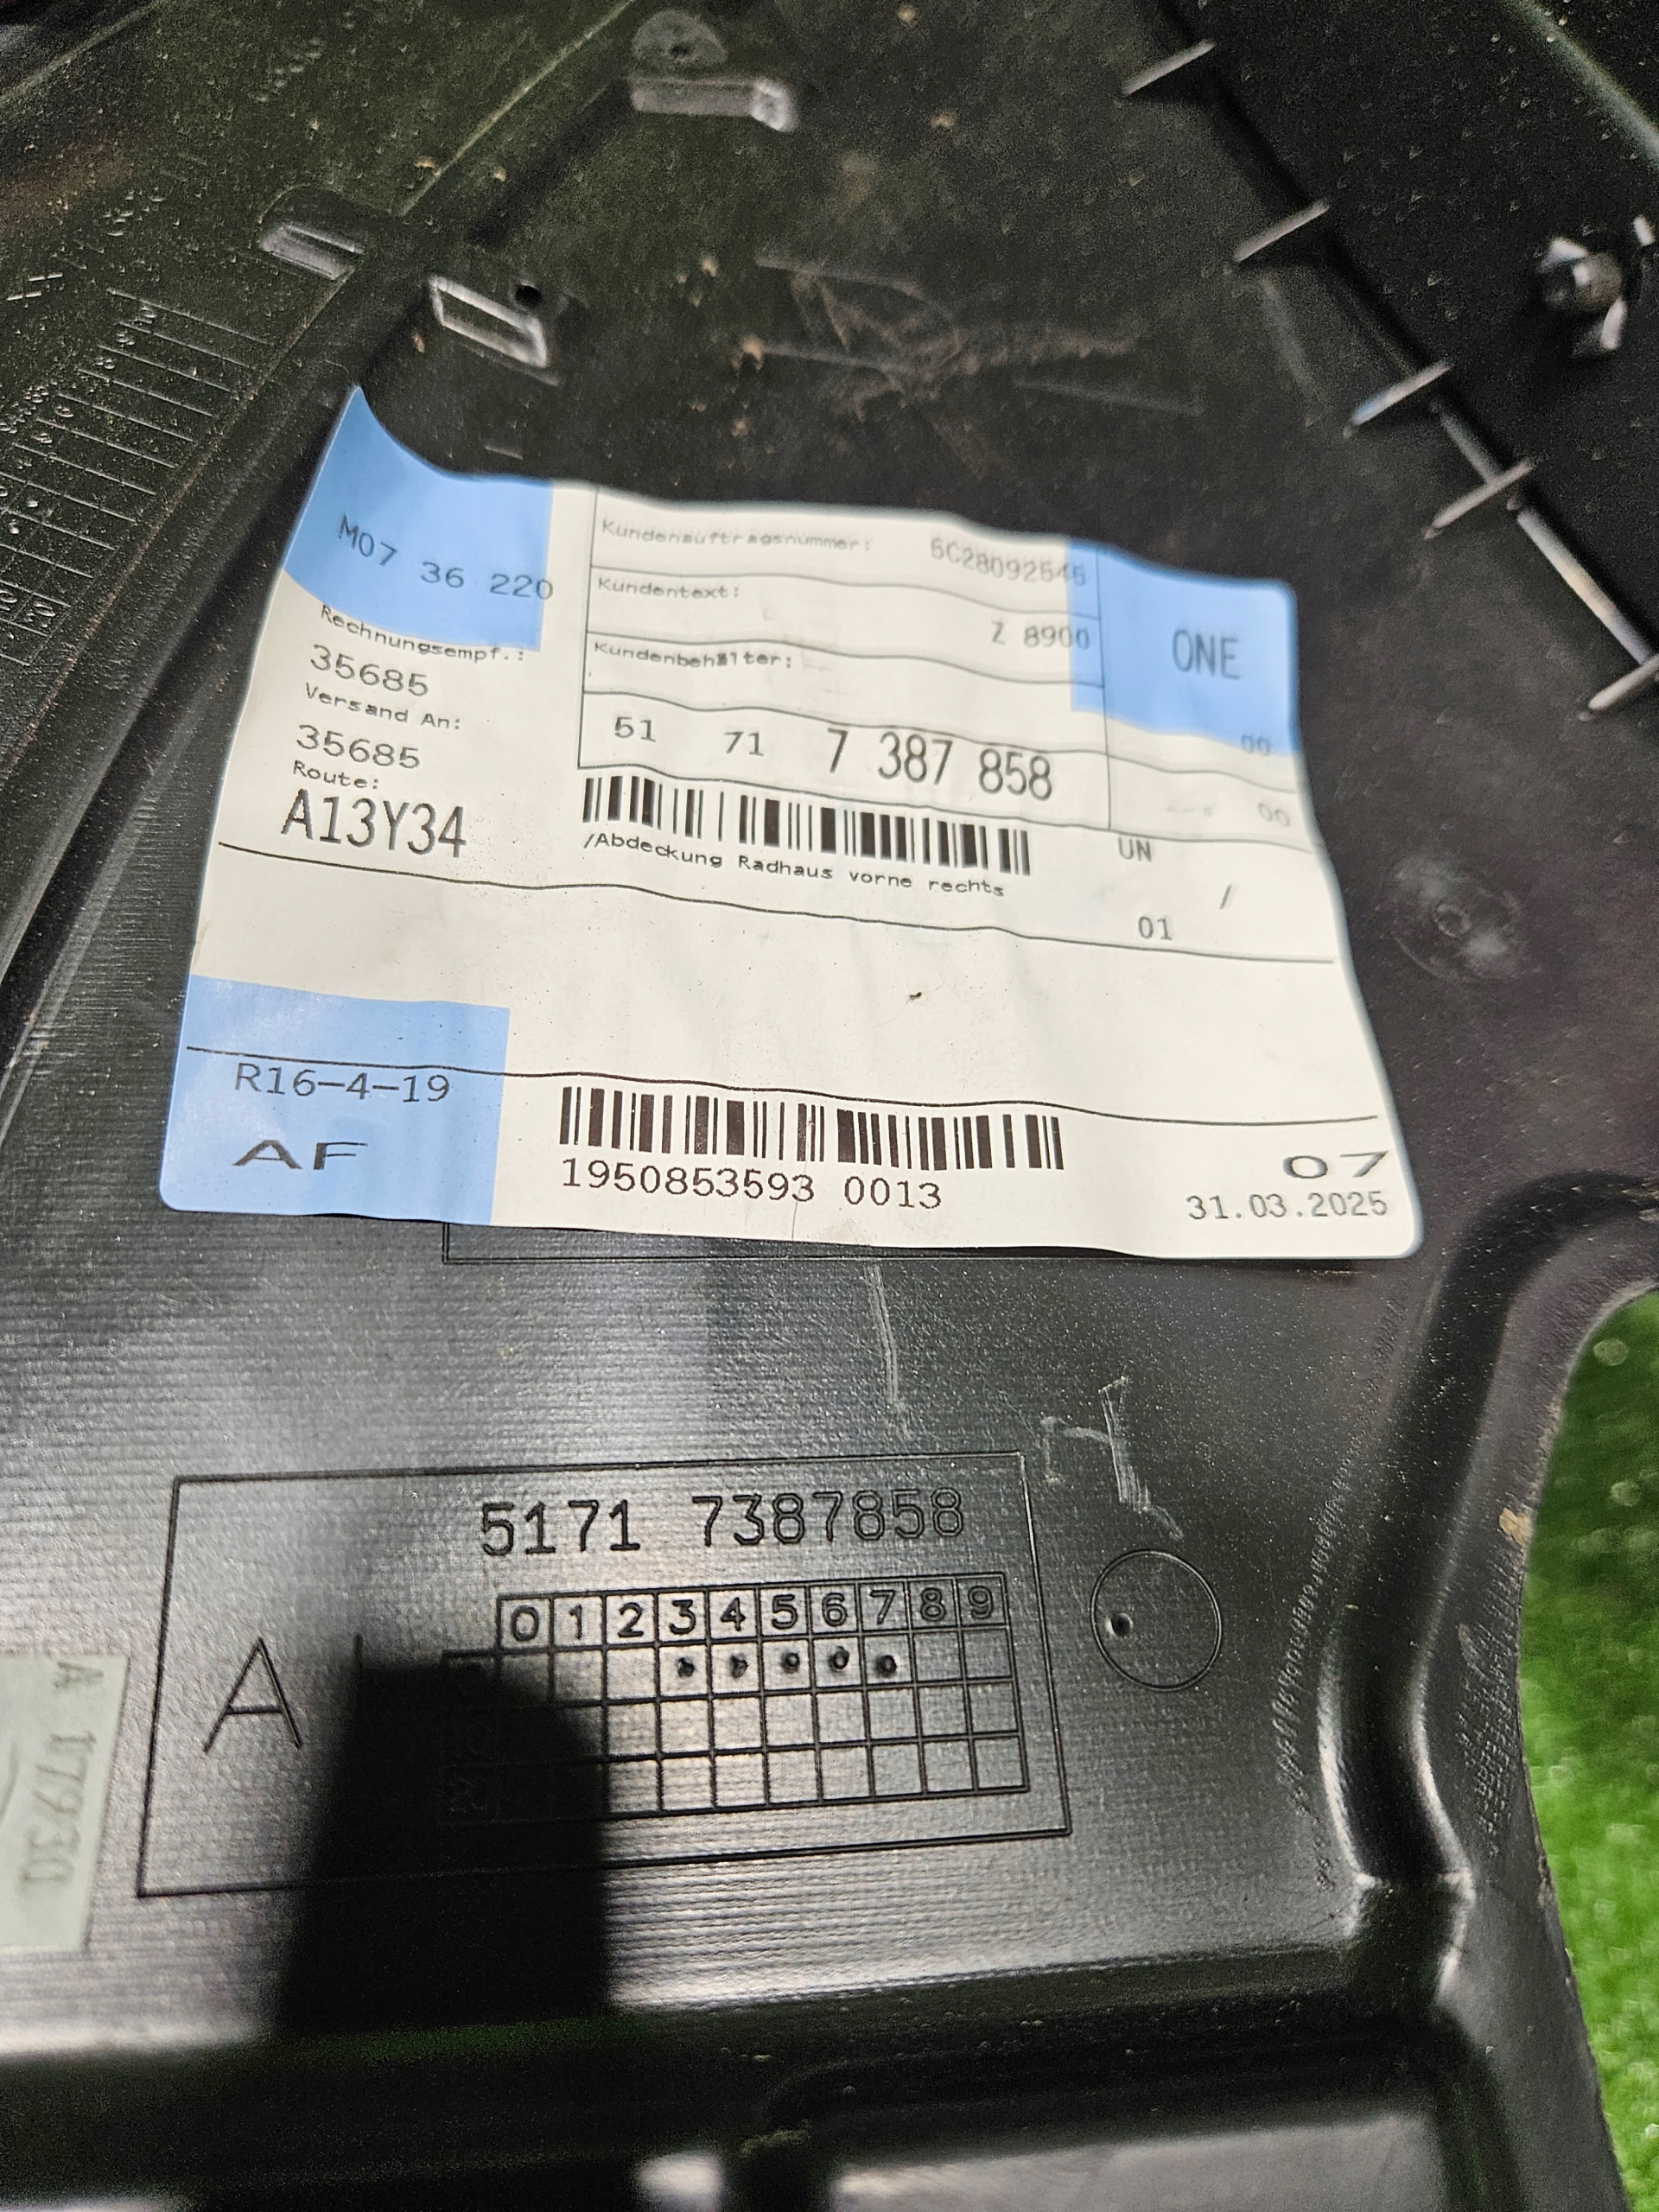 M07 36 220
Kundenauftragsnummer: 5C28092545
Kundentext:
Z 8900
Kundenbehälter:
ONE
Rechnungsempf.:
35685
Versand An:
35685
Route:
A13Y34
51 71 7 387 858
00
00
/Abdeckung Radhaus vorne rechts
UN
/
01
R16-4-19
AF
1950853593 0013
07
31.03.2025
5171 7387858
0 1 2 3 4 5 6 7 8 9
A
A 17930